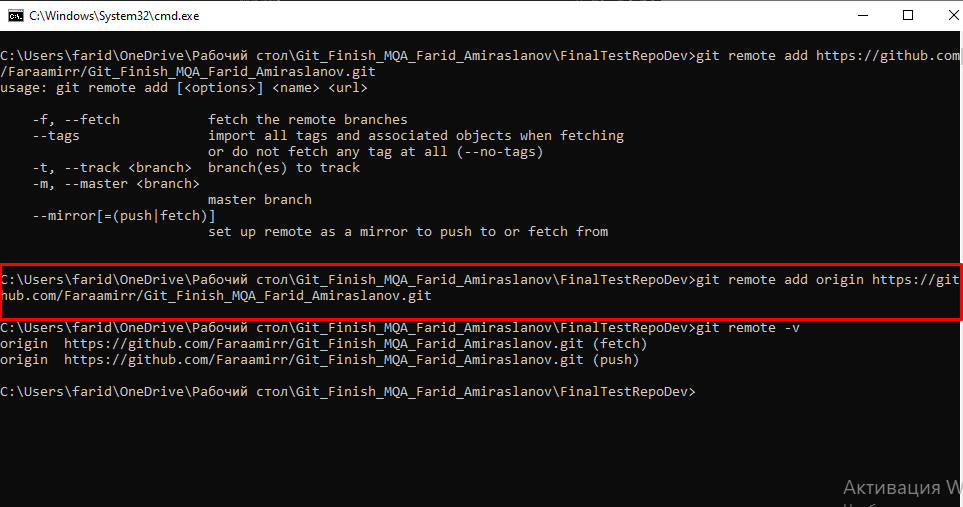 C:\Windows\System32\cmd.exe
C:\Users\farid\OneDrive\Рабочий стол\Git_Finish_MQA_Farid_Amiraslanov\FinalTestRepoDev>git remote add https://github.com
/Faraamirr/Git_Finish_MQA_Farid_Amiraslanov.git
usage: git remote add [<options>] <name> <url>
-f, --fetch fetch the remote branches
--tags import all tags and associated objects when fetching
or do not fetch any tag at all (--no-tags)
-t, --track <branch> branch(es) to track
-m, --master <branch>
master branch
--mirror[=(push|fetch)]
set up remote as a mirror to push to or fetch from
C:\Users\farid\OneDrive\Рабочий стол\Git_Finish_MQA_Farid_Amiraslanov\FinalTestRepoDev>git remote add origin https://git
hub.com/Faraamirr/Git_Finish_MQA_Farid_Amiraslanov.git
C:\Users\farid\OneDrive\Рабочий стол\Git_Finish_MQA_Farid_Amiraslanov\FinalTestRepoDev>git remote -v
origin https://github.com/Faraamirr/Git_Finish_MQA_Farid_Amiraslanov.git (fetch)
origin https://github.com/Faraamirr/Git_Finish_MQA_Farid_Amiraslanov.git (push)
C:\Users\farid\OneDrive\Рабочий стол\Git_Finish_MQA_Farid_Amiraslanov\FinalTestRepoDev>
Активация W